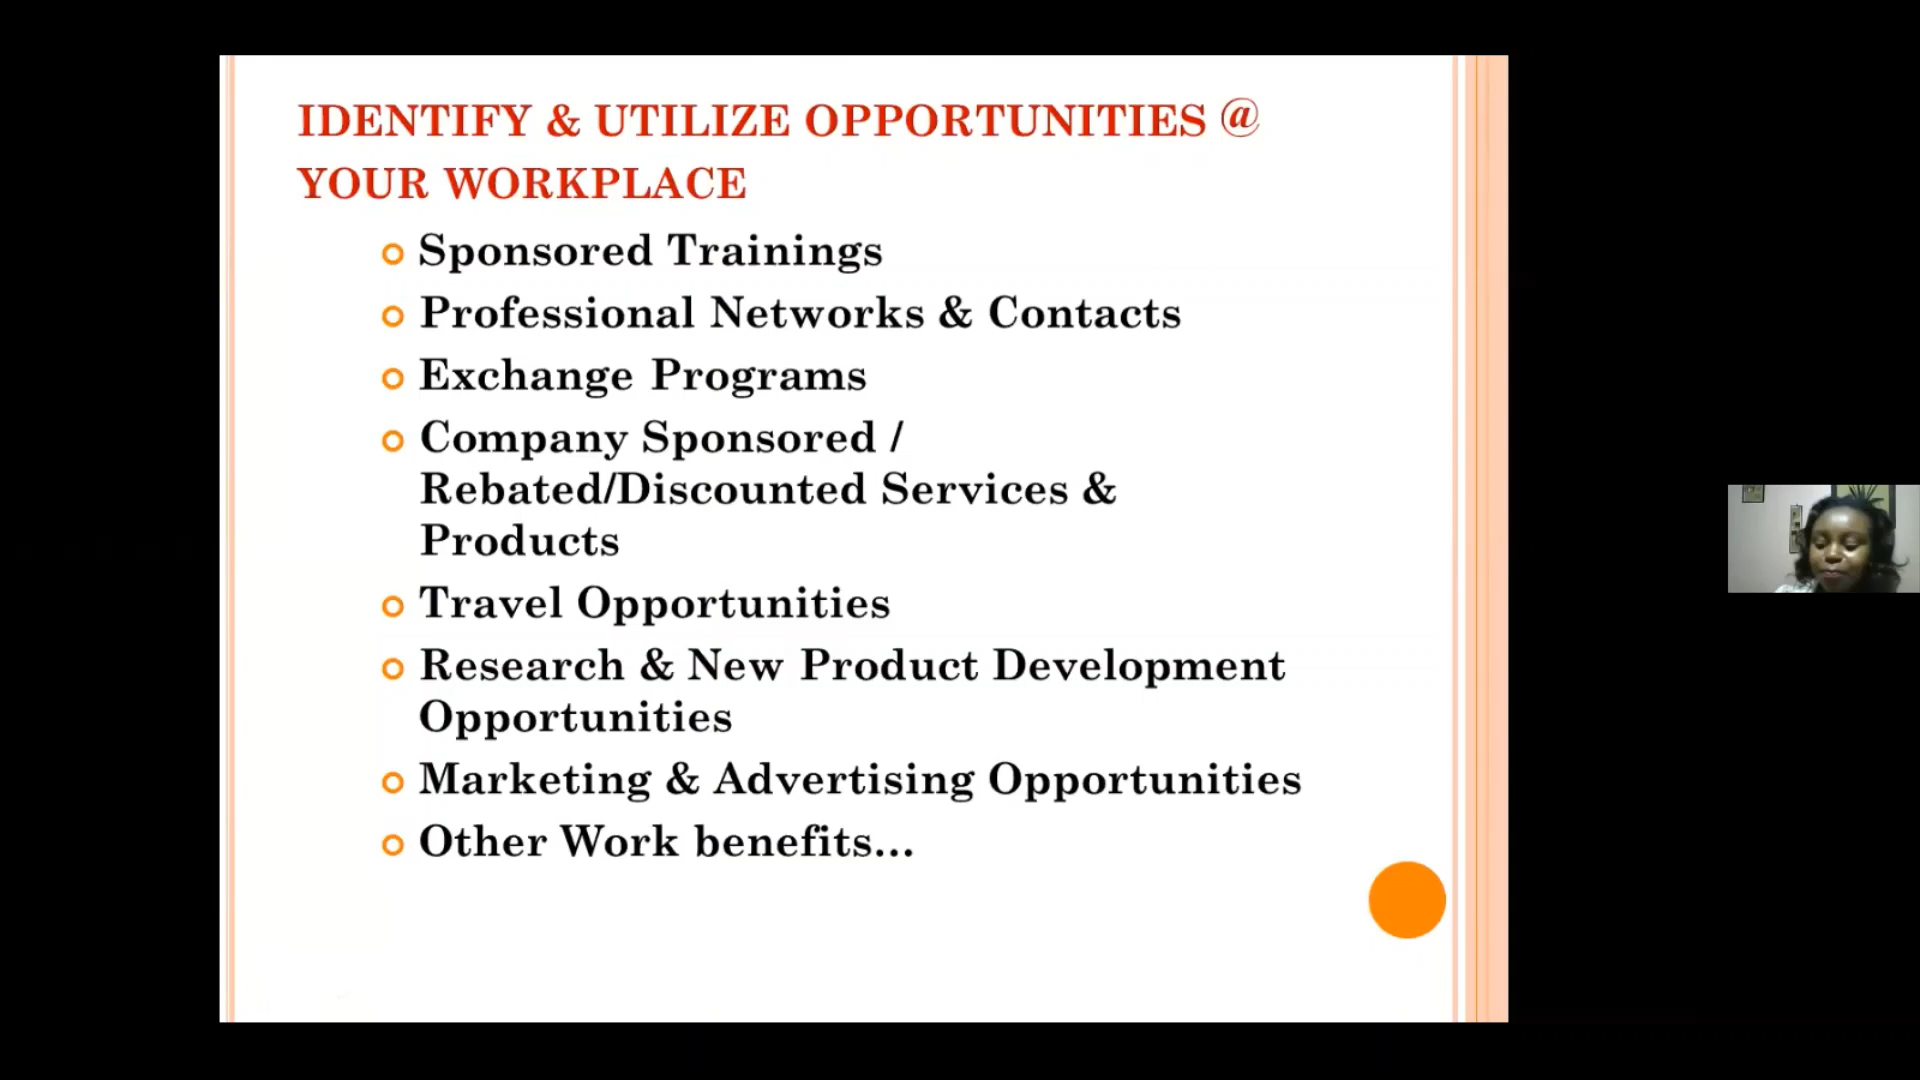 IDENTIFY & UTILIZE OPPORTUNITIES @
YOUR WORKPLACE
Sponsored Trainings
Professional Networks & Contacts
Exchange Programs
Company Sponsored /
Rebated/Discounted Services &
Products
Travel Opportunities
Research & New Product Development
Opportunities
Marketing & Advertising Opportunities
Other Work benefits...